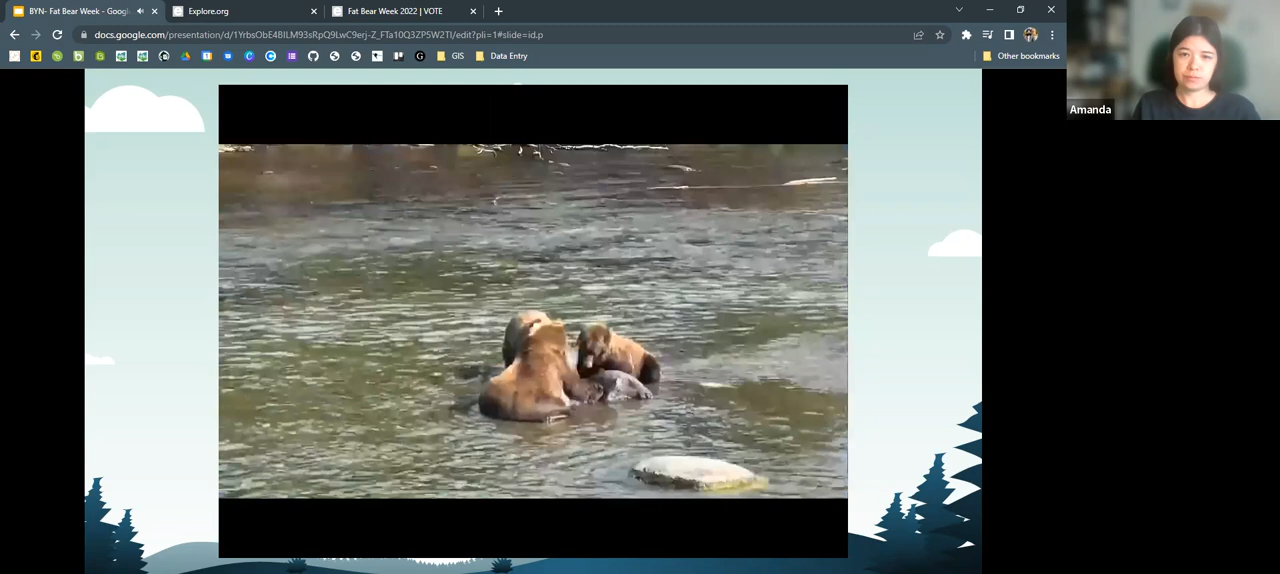 BYN- Fat Bear Week - Googl
Explore.org
Fat Bear Week 2022 | VOTE
docs.google.com/presentation/d/1YrbsObE4BILM93sRpQ9LwC9erj-Z_FTa10Q3ZP5W2TI/edit?pli=1#slide=id.p
GIS
Data Entry
Other bookmarks
Amanda